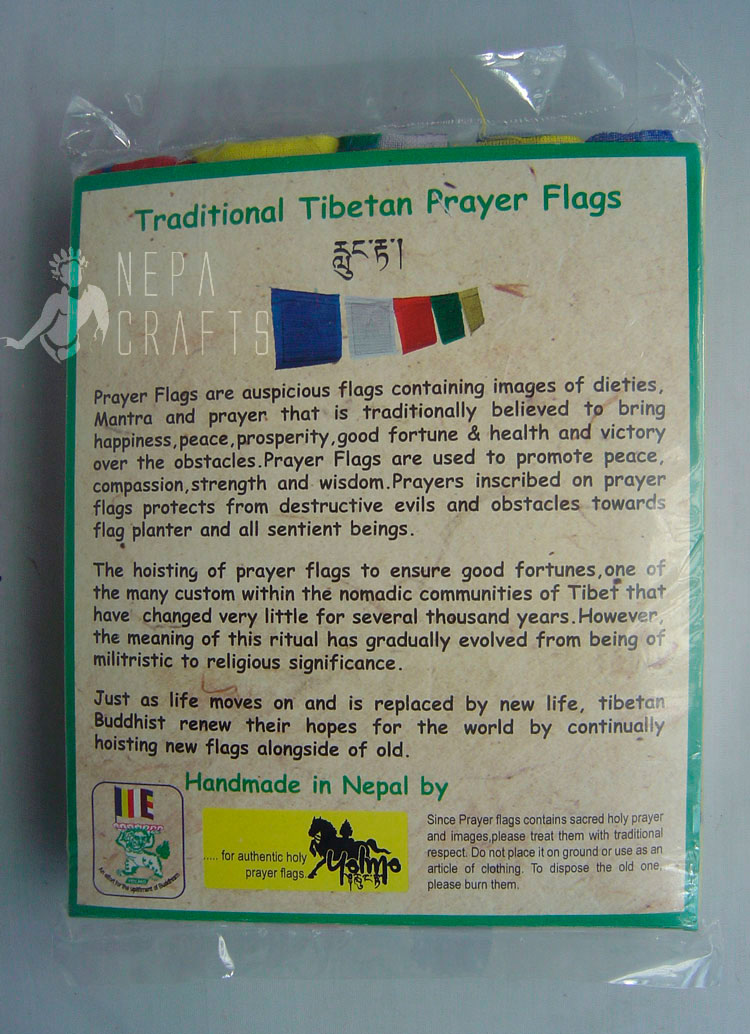 Traditional Tibetan Prayer Flags
རླུང་རྟ།
NEPA
CRAFTS
Prayer Flags are auspicious flags containing images of dieties,
Mantra and prayer that is traditionally believed to bring
happiness,peace,prosperity,good fortune & health and victory
over the obstacles.Prayer Flags are used to promote peace,
compassion,strength and wisdom.Prayers inscribed on prayer
flags protects from destructive evils and obstacles towards
flag planter and all sentient beings.
The hoisting of prayer flags to ensure good fortunes,one of
the many custom within the nomadic communities of Tibet that
have changed very little for several thousand years.However,
the meaning of this ritual has gradually evolved from being of
militristic to religious significance.
Just as life moves on and is replaced by new life, tibetan
Buddhist renew their hopes for the world by continually
hoisting new flags alongside of old.
Handmade in Nepal by
An effort for the upliftment of Buddhism
..... for authentic holy
prayer flags...
Yolmo
རླུང་རྟ།
Since Prayer flags contains sacred holy prayer
and images,please treat them with traditional
respect. Do not place it on ground or use as an
article of clothing. To dispose the old one,
please burn them.